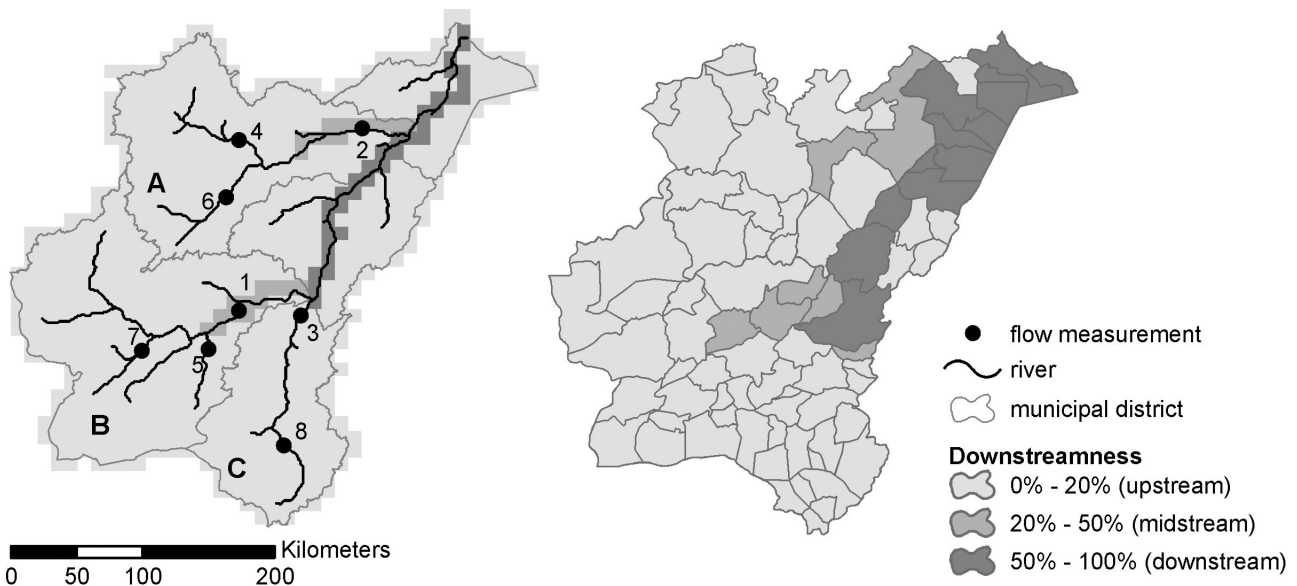 4
2
A
6
1
3
7
5
B
8
C
Kilometers
0 50 100 200
flow measurement
river
municipal district
Downstreamness
0% - 20% (upstream)
20% - 50% (midstream)
50% - 100% (downstream)